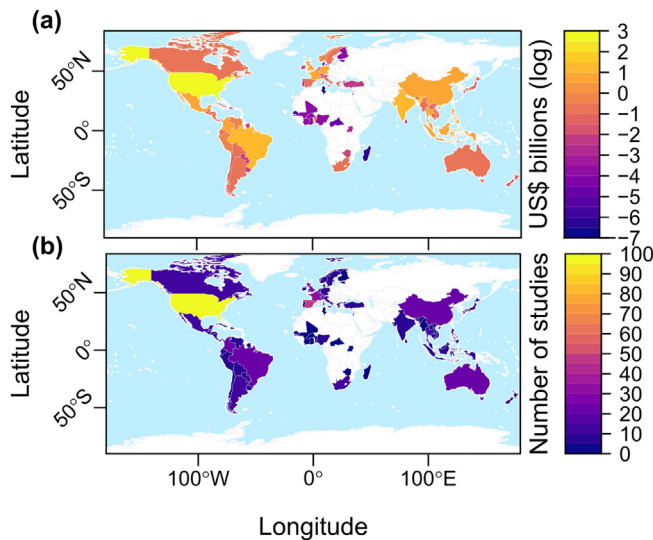 (a)
Latitude
50°N
0°
50°S
US$ billions (log)
3
2
1
0
−1
−2
−3
−4
−5
−6
−7
(b)
Latitude
50°N
0°
50°S
Number of studies
100
90
80
70
60
50
40
30
20
10
0
100°W
0°
100°E
Longitude